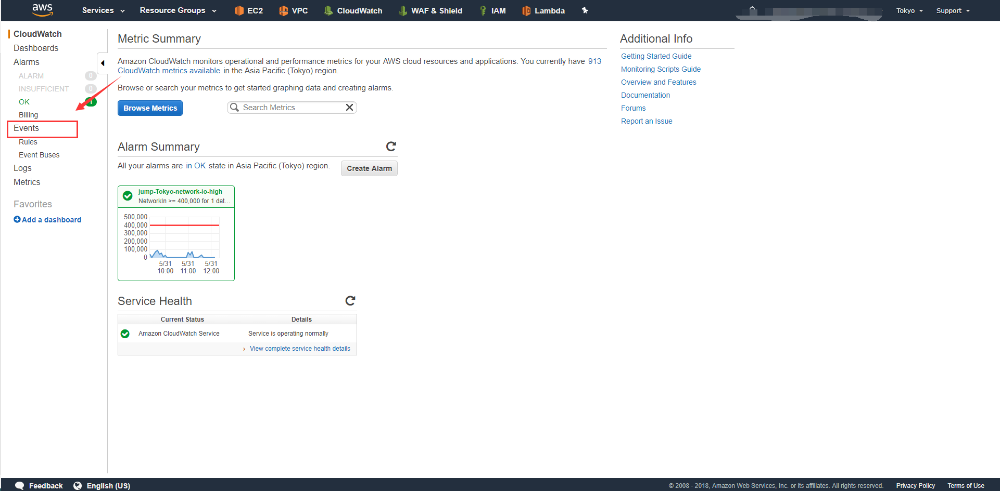 aws Services Resource Groups EC2 VPC CloudWatch WAF & Shield IAM Lambda Tokyo Support
CloudWatch
Dashboards
Alarms
ALARM 0
INSUFFICIENT 0
OK 1
Billing
Events
Rules
Event Buses
Logs
Metrics
Favorites
Add a dashboard
Metric Summary
Amazon CloudWatch monitors operational and performance metrics for your AWS cloud resources and applications. You currently have 913
CloudWatch metrics available in the Asia Pacific (Tokyo) region.
Browse or search your metrics to get started graphing data and creating alarms.
Browse Metrics
Search Metrics
Alarm Summary
All your alarms are in OK state in Asia Pacific (Tokyo) region.
Create Alarm
jump-Tokyo-network-io-high
NetworkIn >= 400,000 for 1 dat...
500,000
400,000
300,000
200,000
100,000
0
5/31 5/31 5/31
10:00 11:00 12:00
Service Health
Current Status Details
Amazon CloudWatch Service Service is operating normally
View complete service health details
Additional Info
Getting Started Guide
Monitoring Scripts Guide
Overview and Features
Documentation
Forums
Report an Issue
Feedback English (US) © 2008 - 2018, Amazon Web Services, Inc. or its affiliates. All rights reserved. Privacy Policy Terms of Use